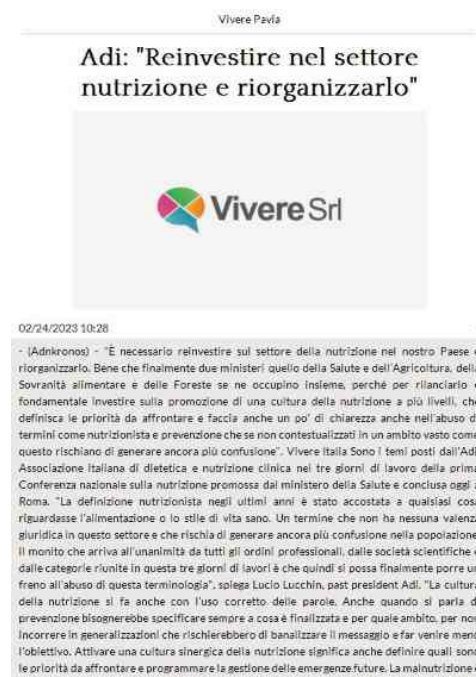 Vivere Pavia
Adi: "Reinvestire nel settore
nutrizione e riorganizzarlo"
Vivere Srl
02/24/2023 10:28
- (Adnkronos) - "È necessario reinvestire sul settore della nutrizione nel nostro Paese e
riorganizzarlo. Bene che finalmente due ministeri quello della Salute e dell'Agricoltura, della
Sovranità alimentare e delle Foreste se ne occupino insieme, perché per rilanciarlo è
fondamentale investire sulla promozione di una cultura della nutrizione a più livelli, che
definisca le priorità da affrontare e faccia anche un po' di chiarezza anche nell'abuso di
termini come nutrizionista e prevenzione che se non contestualizzati in un ambito vasto come
questo rischiano di generare ancora più confusione". Vivere Italia Sono i temi posti dall'Adi,
Associazione italiana di dietetica e nutrizione clinica nei tre giorni di lavoro della prima
Conferenza nazionale sulla nutrizione promossa dal ministero della Salute e conclusa oggi a
Roma. "La definizione nutrizionista negli ultimi anni è stato accostata a qualsiasi cosa
riguardasse l'alimentazione o lo stile di vita sano. Un termine che non ha nessuna valenza
giuridica in questo settore e che rischia di generare ancora più confusione nella popolazione.
Il monito che arriva all'unanimità da tutti gli ordini professionali, dalle società scientifiche e
dalle categorie riunite in questa tre giorni di lavori è che quindi si possa finalmente porre un
freno all'abuso di questa terminologia", spiega Lucio Lucchin, past president Adi. "La cultura
della nutrizione si fa anche con l'uso corretto delle parole. Anche quando si parla di
prevenzione bisognerebbe specificare sempre a cosa è finalizzata e per quale ambito, per non
incorrere in generalizzazioni che rischierebbero di banalizzare il messaggio e far venire meno
l'obiettivo. Attivare una cultura sinergica della nutrizione significa anche definire quali sono
le priorità da affrontare e programmare la gestione delle emergenze future. La malnutrizione è